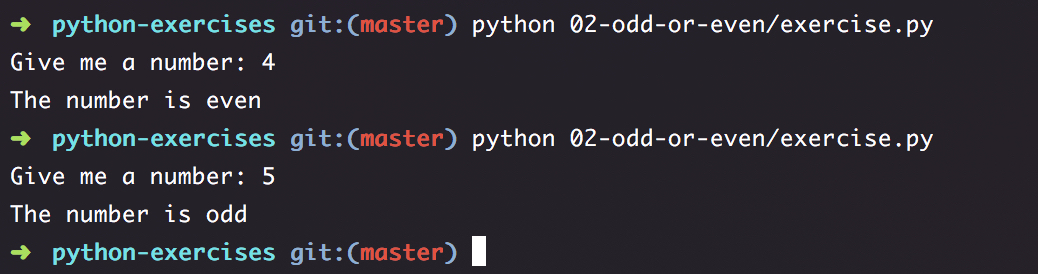 ➜ python-exercises git:(master) python 02-odd-or-even/exercise.py
Give me a number: 4
The number is even
➜ python-exercises git:(master) python 02-odd-or-even/exercise.py
Give me a number: 5
The number is odd
➜ python-exercises git:(master)